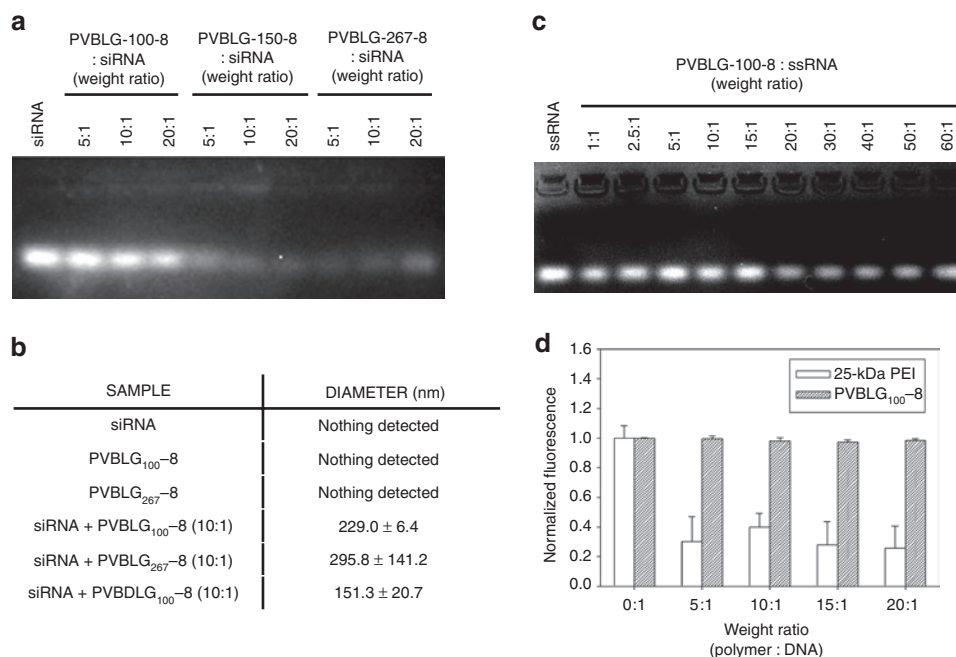 a
PVBLG-100-8
: siRNA
(weight ratio)
PVBLG-150-8
: siRNA
(weight ratio)
PVBLG-267-8
: siRNA
(weight ratio)
siRNA
5:1
10:1
20:1
5:1
10:1
20:1
5:1
10:1
20:1
b
SAMPLE DIAMETER (nm)
siRNA Nothing detected
PVBLG100–8 Nothing detected
PVBLG267–8 Nothing detected
siRNA + PVBLG100–8 (10:1) 229.0 ± 6.4
siRNA + PVBLG267–8 (10:1) 295.8 ± 141.2
siRNA + PVBDLG100–8 (10:1) 151.3 ± 20.7
c
PVBLG-100-8 : ssRNA
(weight ratio)
ssRNA
1:1
2.5:1
5:1
10:1
15:1
20:1
30:1
40:1
50:1
60:1
d
Normalized fluorescence
1.6
1.4
1.2
1.0
0.8
0.6
0.4
0.2
0.0
25-kDa PEI
PVBLG100–8
0:1 5:1 10:1 15:1 20:1
Weight ratio
(polymer : DNA)